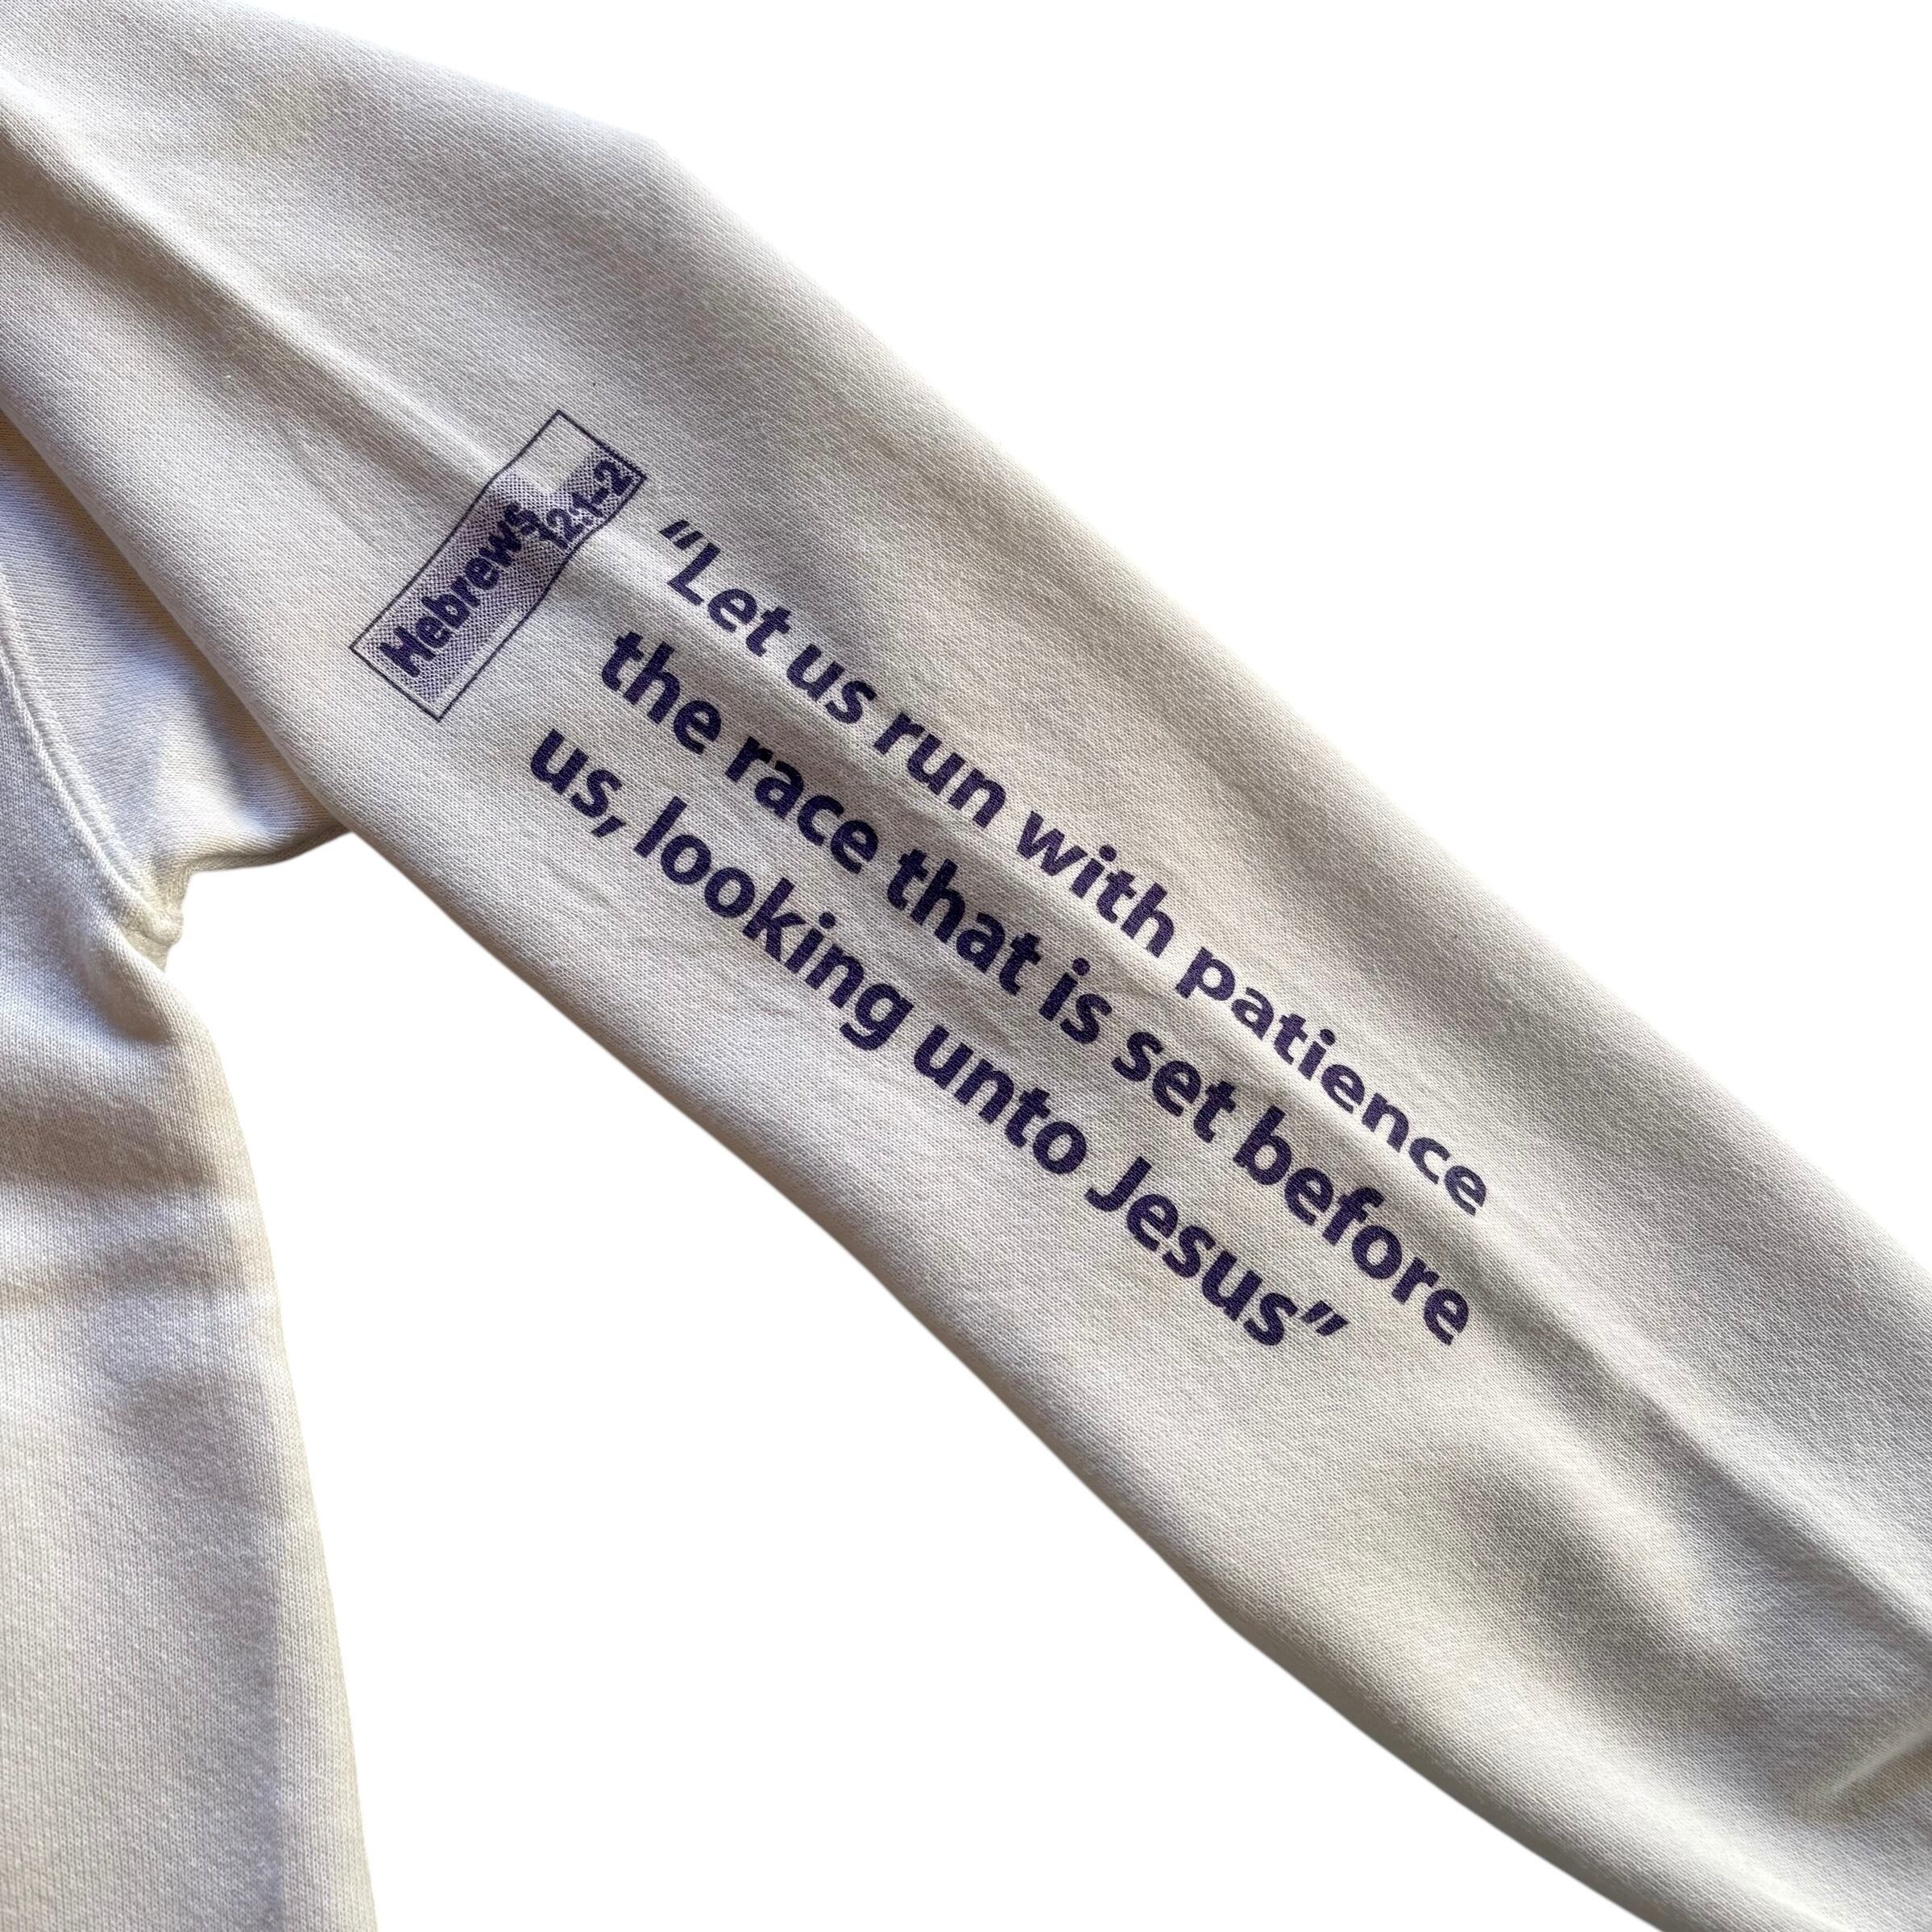 Hebrews
12:1-2
“Let us run with patience
the race that is set before
us, looking unto Jesus”